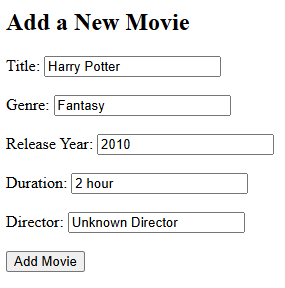 Add a New Movie
Title: Harry Potter
Genre: Fantasy
Release Year: 2010
Duration: 2 hour
Director: Unknown Director
Add Movie